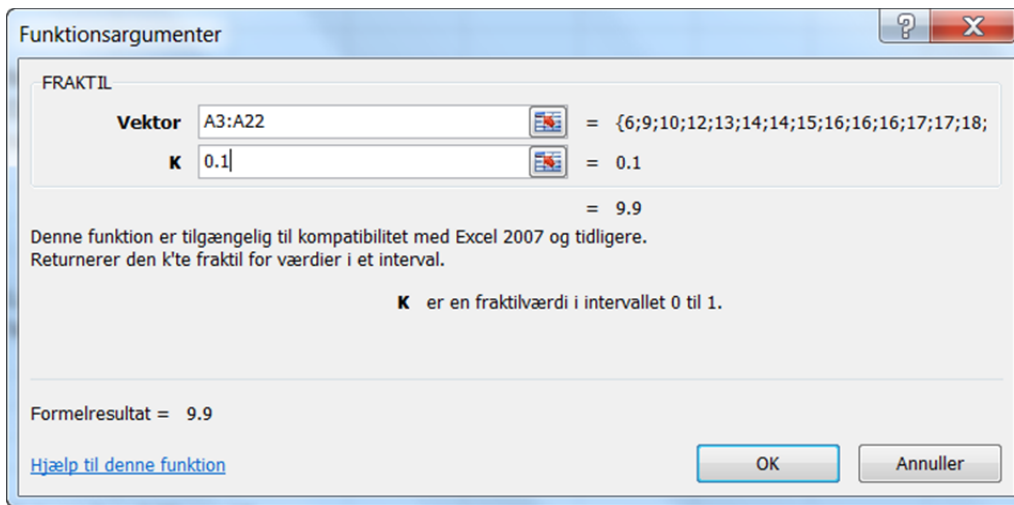 Funktionsargumenter
FRAKTIL
Vektor A3:A22 = {6;9;10;12;13;14;14;15;16;16;16;17;17;18;
K 0.1 = 0.1
= 9.9
Denne funktion er tilgængelig til kompatibilitet med Excel 2007 og tidligere.
Returnerer den k'te fraktil for værdier i et interval.
K er en fraktilværdi i intervallet 0 til 1.
Formelresultat = 9.9
Hjælp til denne funktion OK Annuller